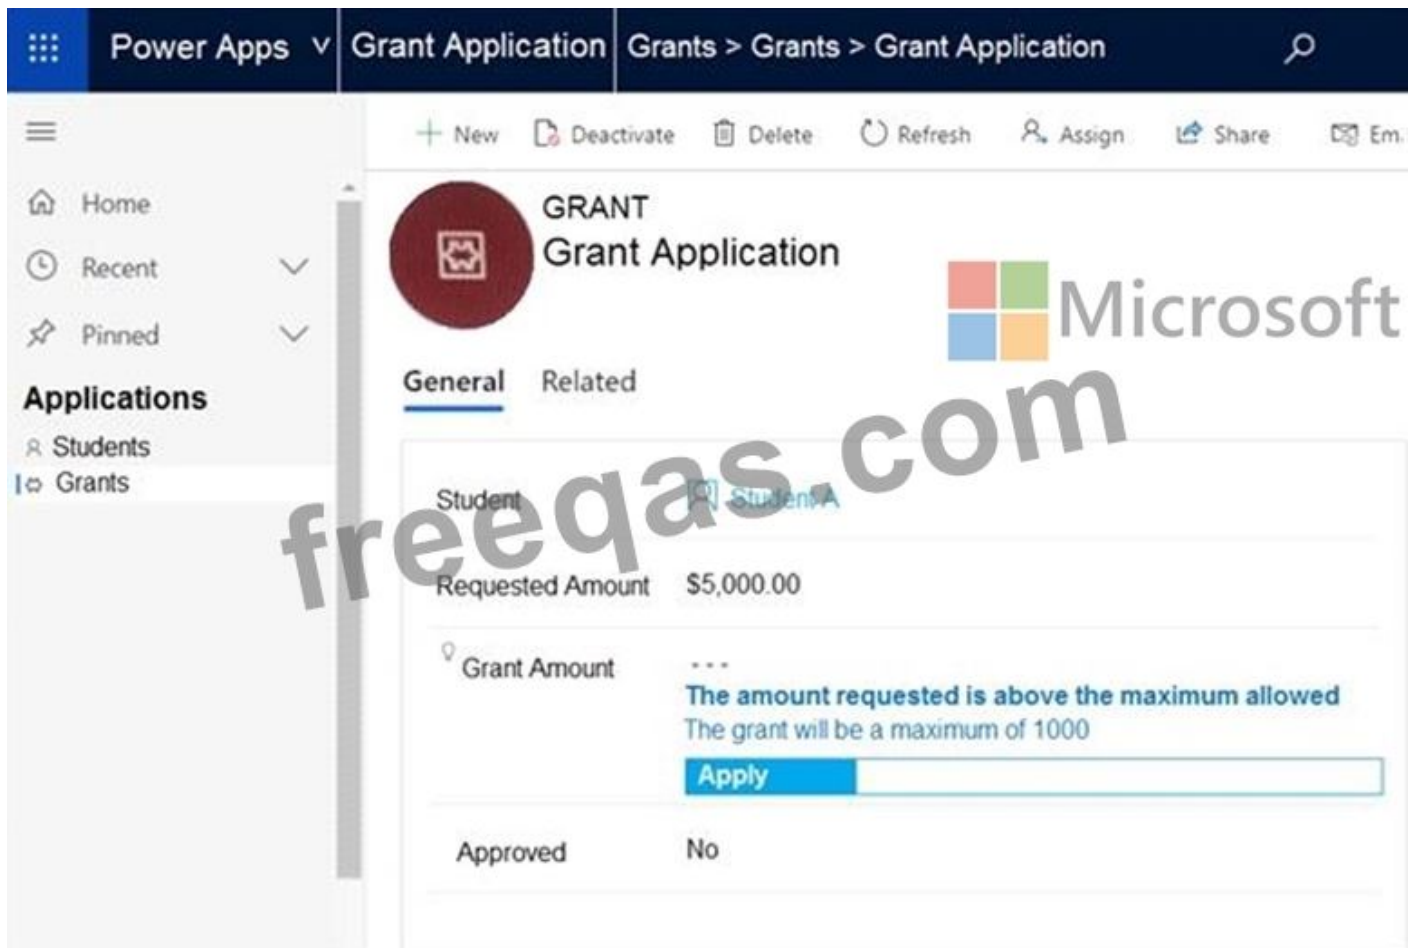 Power Apps Grant Application Grants > Grants > Grant Application
New Deactivate Delete Refresh Assign Share Em
Home
Recent
Pinned
Applications
Students
Grants
GRANT
Grant Application
Microsoft
General Related
freeqas.com
Student Student A
Requested Amount $5,000.00
Grant Amount ---
The amount requested is above the maximum allowed
The grant will be a maximum of 1000
Apply
Approved No